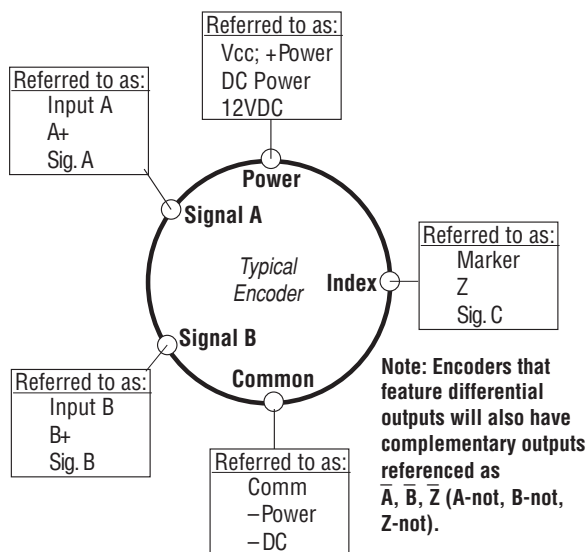 Referred to as:
Vcc; +Power
DC Power
12VDC
Power
Referred to as:
Input A
A+
Sig. A
Signal A
Typical
Encoder
Index
Referred to as:
Marker
Z
Sig. C
Signal B
Referred to as:
Input B
B+
Sig. B
Common
Referred to as:
Comm
–Power
–DC
Note: Encoders that
feature differential
outputs will also have
complementary outputs
referenced as
A̅, B̅, Z̅ (A-not, B-not,
Z-not).